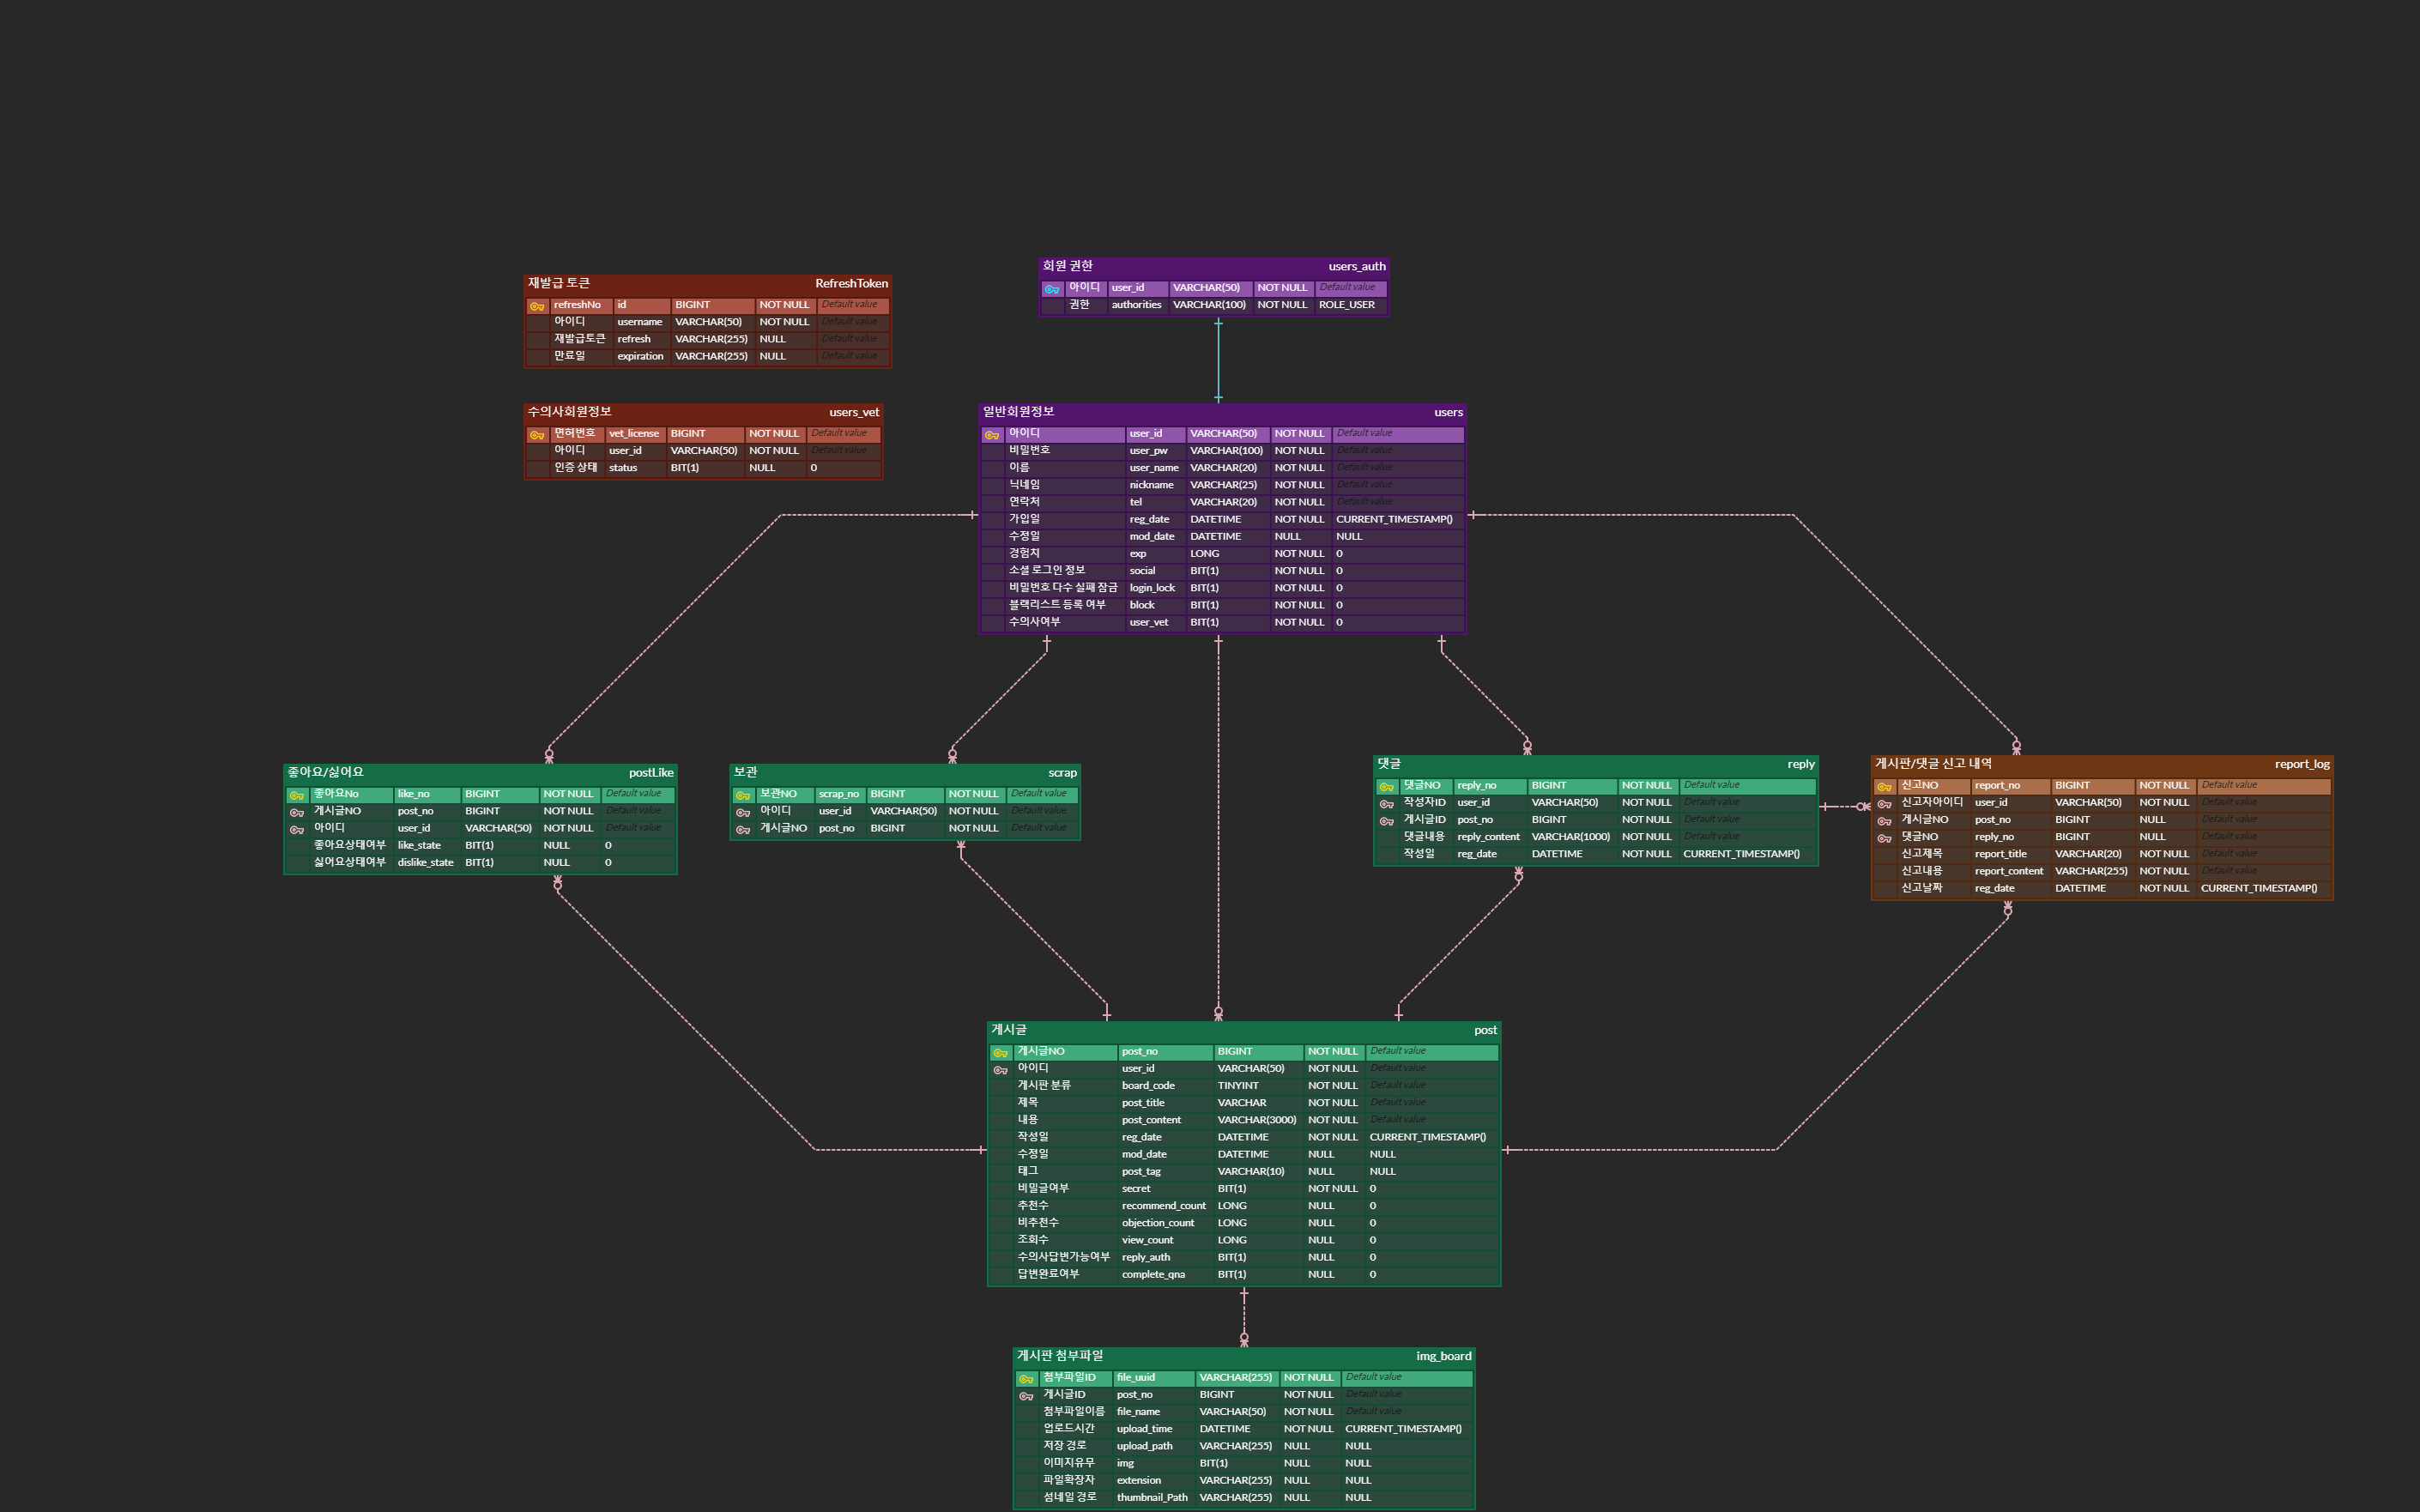 회원 권한 users_auth
아이디 user_id VARCHAR(50) NOT NULL Default value
권한 authorities VARCHAR(100) NOT NULL ROLE_USER
재발급 토큰 RefreshToken
refreshNo id BIGINT NOT NULL Default value
아이디 username VARCHAR(50) NOT NULL Default value
재발급토큰 refresh VARCHAR(255) NULL Default value
만료일 expiration VARCHAR(255) NULL Default value
수의사회원정보 users_vet
면허번호 vet_license BIGINT NOT NULL Default value
아이디 user_id VARCHAR(50) NOT NULL Default value
인증 상태 status BIT(1) NULL 0
일반회원정보 users
아이디 user_id VARCHAR(50) NOT NULL Default value
비밀번호 user_pw VARCHAR(100) NOT NULL Default value
이름 user_name VARCHAR(20) NOT NULL Default value
닉네임 nickname VARCHAR(25) NOT NULL Default value
연락처 tel VARCHAR(20) NOT NULL Default value
가입일 reg_date DATETIME NOT NULL CURRENT_TIMESTAMP()
수정일 mod_date DATETIME NULL NULL
경험치 exp LONG NOT NULL 0
소셜 로그인 정보 social BIT(1) NOT NULL 0
비밀번호 다수 실패 잠금 login_lock BIT(1) NOT NULL 0
블랙리스트 등록 여부 block BIT(1) NOT NULL 0
수의사여부 user_vet BIT(1) NOT NULL 0
좋아요/싫어요 postLike
좋아요No like_no BIGINT NOT NULL Default value
게시글NO post_no BIGINT NOT NULL Default value
아이디 user_id VARCHAR(50) NOT NULL Default value
좋아요상태여부 like_state BIT(1) NULL 0
싫어요상태여부 dislike_state BIT(1) NULL 0
보관 scrap
보관NO scrap_no BIGINT NOT NULL Default value
아이디 user_id VARCHAR(50) NOT NULL Default value
게시글NO post_no BIGINT NOT NULL Default value
댓글 reply
댓글NO reply_no BIGINT NOT NULL Default value
작성자ID user_id VARCHAR(50) NOT NULL Default value
게시글ID post_no BIGINT NOT NULL Default value
댓글내용 reply_content VARCHAR(1000) NOT NULL Default value
작성일 reg_date DATETIME NOT NULL CURRENT_TIMESTAMP()
게시판/댓글 신고 내역 report_log
신고NO report_no BIGINT NOT NULL Default value
신고자아이디 user_id VARCHAR(50) NOT NULL Default value
게시글NO post_no BIGINT NULL Default value
댓글NO reply_no BIGINT NULL Default value
신고제목 report_title VARCHAR(20) NOT NULL Default value
신고내용 report_content VARCHAR(255) NOT NULL Default value
신고날짜 reg_date DATETIME NOT NULL CURRENT_TIMESTAMP()
게시글 post
게시글NO post_no BIGINT NOT NULL Default value
아이디 user_id VARCHAR(50) NOT NULL Default value
게시판 분류 board_code TINYINT NOT NULL Default value
제목 post_title VARCHAR NOT NULL Default value
내용 post_content VARCHAR(3000) NOT NULL Default value
작성일 reg_date DATETIME NOT NULL CURRENT_TIMESTAMP()
수정일 mod_date DATETIME NULL NULL
태그 post_tag VARCHAR(10) NULL NULL
비밀글여부 secret BIT(1) NOT NULL 0
추천수 recommend_count LONG NULL 0
비추천수 objection_count LONG NULL 0
조회수 view_count LONG NULL 0
수의사답변가능여부 reply_auth BIT(1) NULL 0
답변완료여부 complete_qna BIT(1) NULL 0
게시판 첨부파일 img_board
첨부파일ID file_uuid VARCHAR(255) NOT NULL Default value
게시글ID post_no BIGINT NOT NULL Default value
첨부파일이름 file_name VARCHAR(50) NOT NULL Default value
업로드시간 upload_time DATETIME NOT NULL CURRENT_TIMESTAMP()
저장 경로 upload_path VARCHAR(255) NULL NULL
이미지유무 img BIT(1) NULL NULL
파일확장자 extension VARCHAR(255) NULL NULL
섬네일 경로 thumbnail_Path VARCHAR(255) NULL NULL